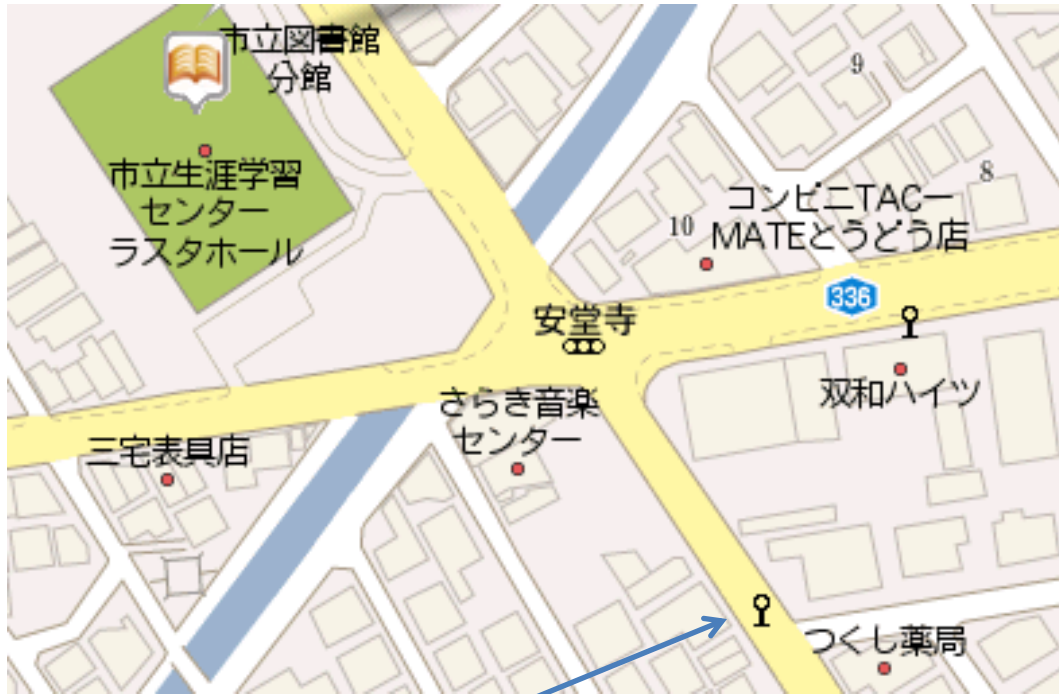 市立図書館
分館
9
市立生涯学習
センター
ラスタホール
8
コンビニTACー
MATEとうどう店
10
336
安堂寺
双和ハイツ
さらき音楽
センター
三宅表具店
つくし薬局